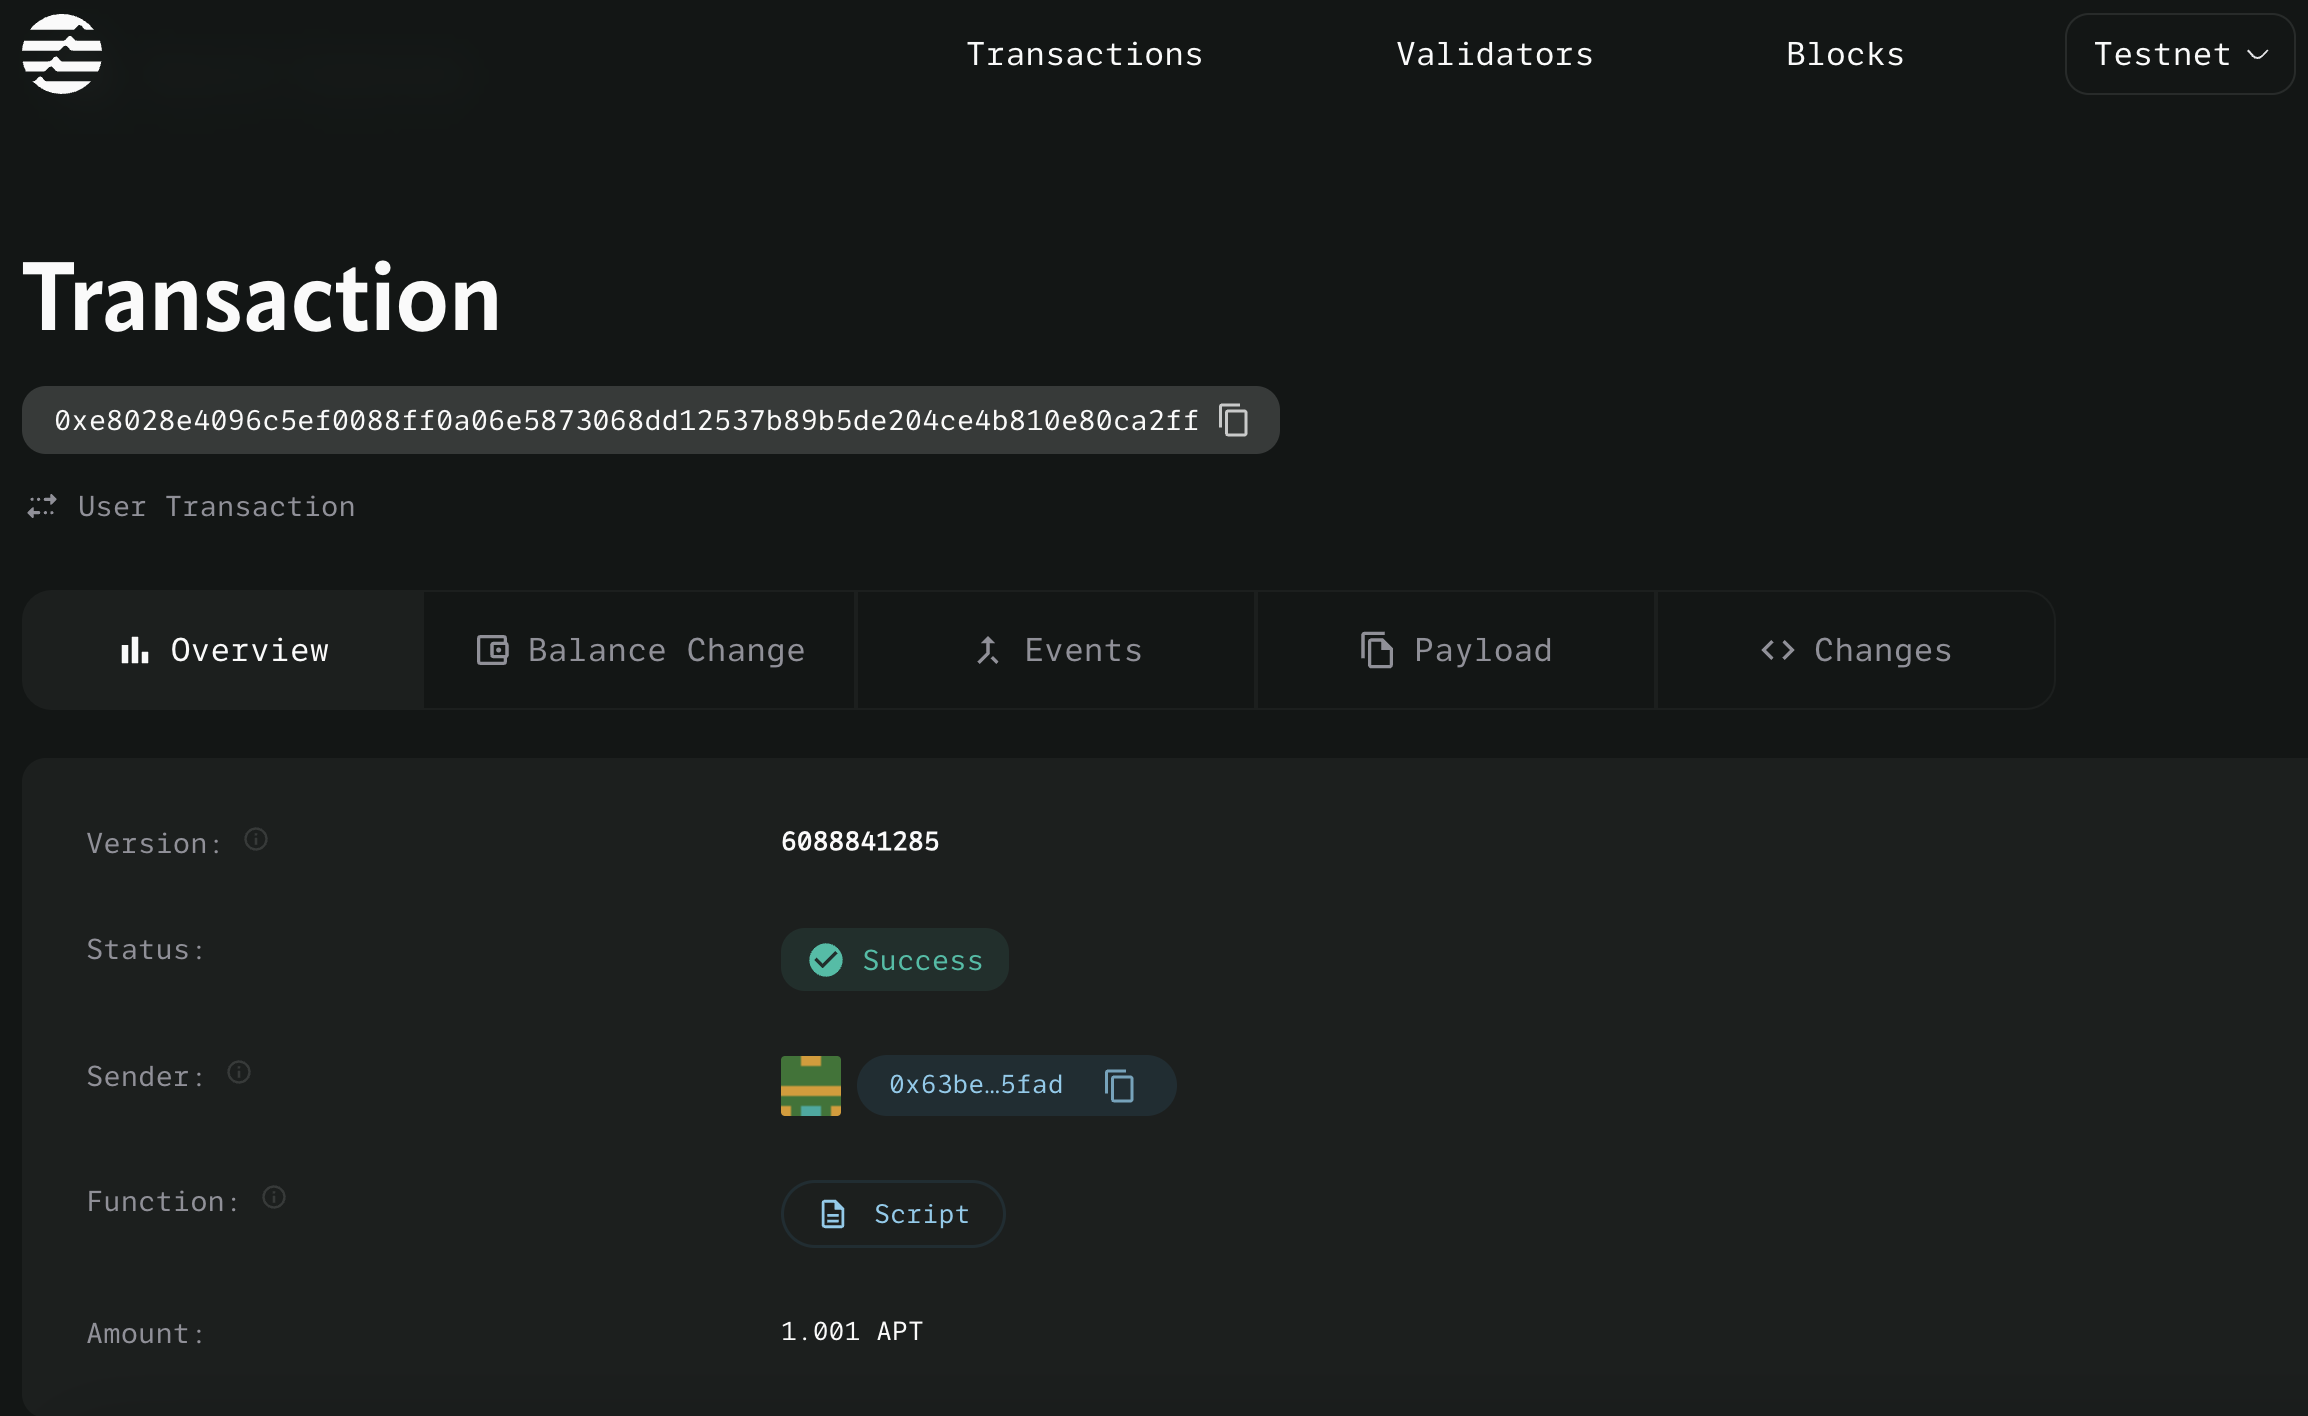 Transactions Validators Blocks Testnet
Transaction
0xe8028e4096c5ef0088ff0a06e5873068dd12537b89b5de204ce4b810e80ca2ff
User Transaction
Overview Balance Change Events Payload Changes
Version: 6088841285
Status: Success
Sender: 0x63be…5fad
Function: Script
Amount: 1.001 APT